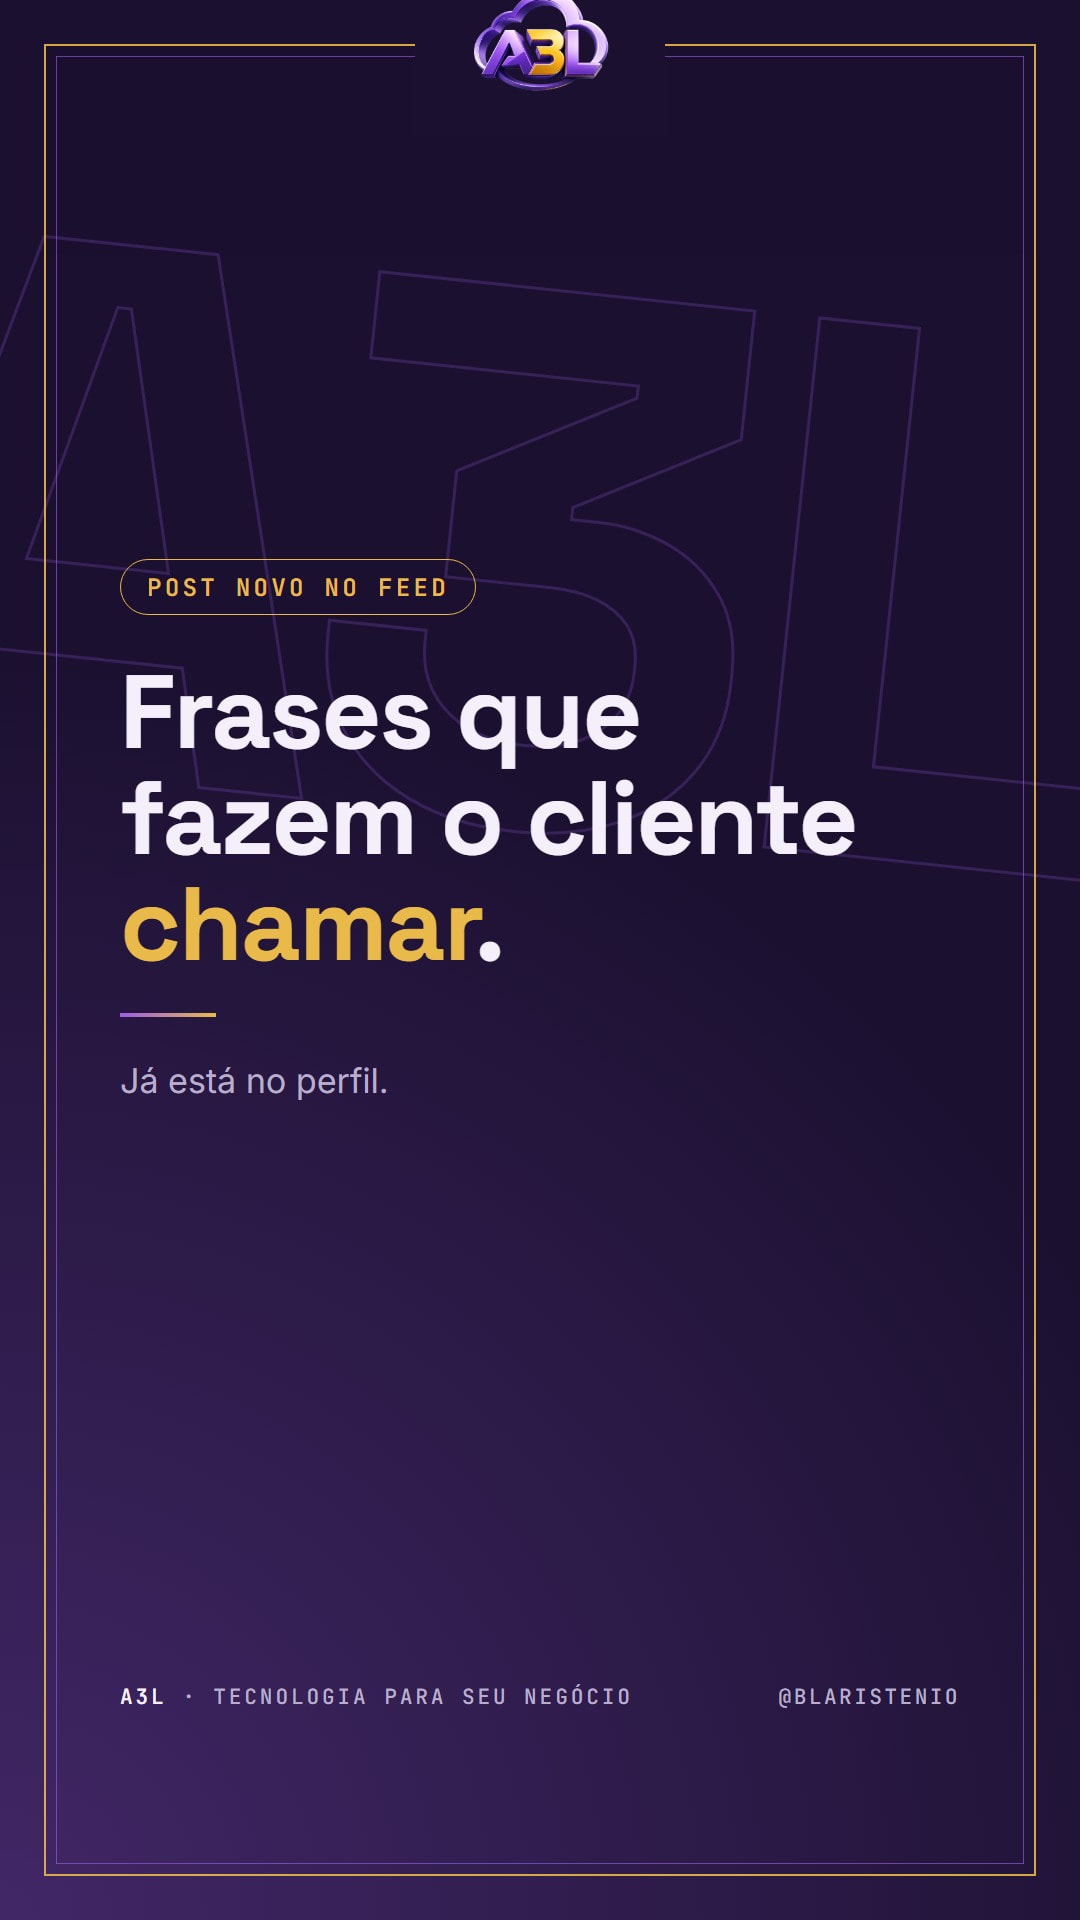 A3L
A3L
POST NOVO NO FEED
Frases que
fazem o cliente
chamar.
Já está no perfil.
A3L · TECNOLOGIA PARA SEU NEGÓCIO
@BLARISTENIO